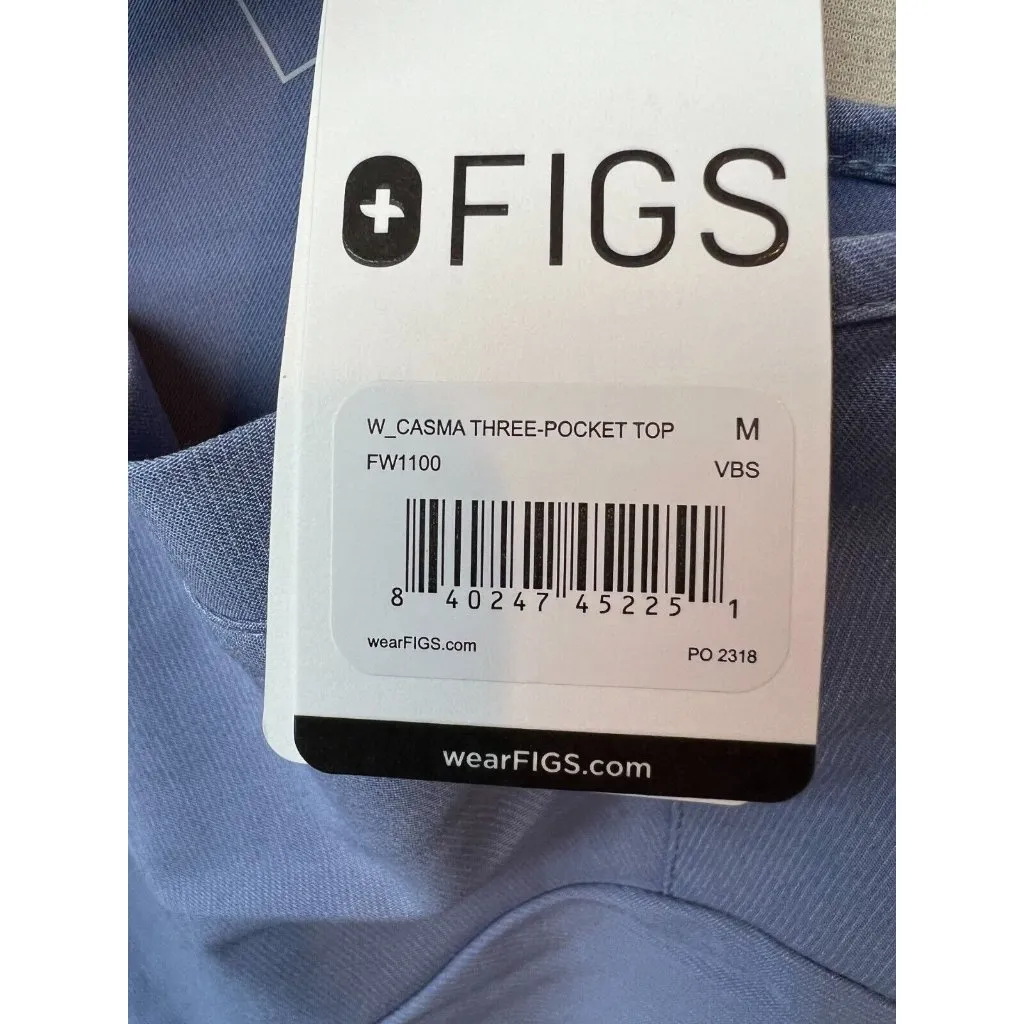 FIGS
W_CASMA THREE-POCKET TOP M
FW1100 VBS
8 40247 45225 1
wearFIGS.com PO 2318
wearFIGS.com